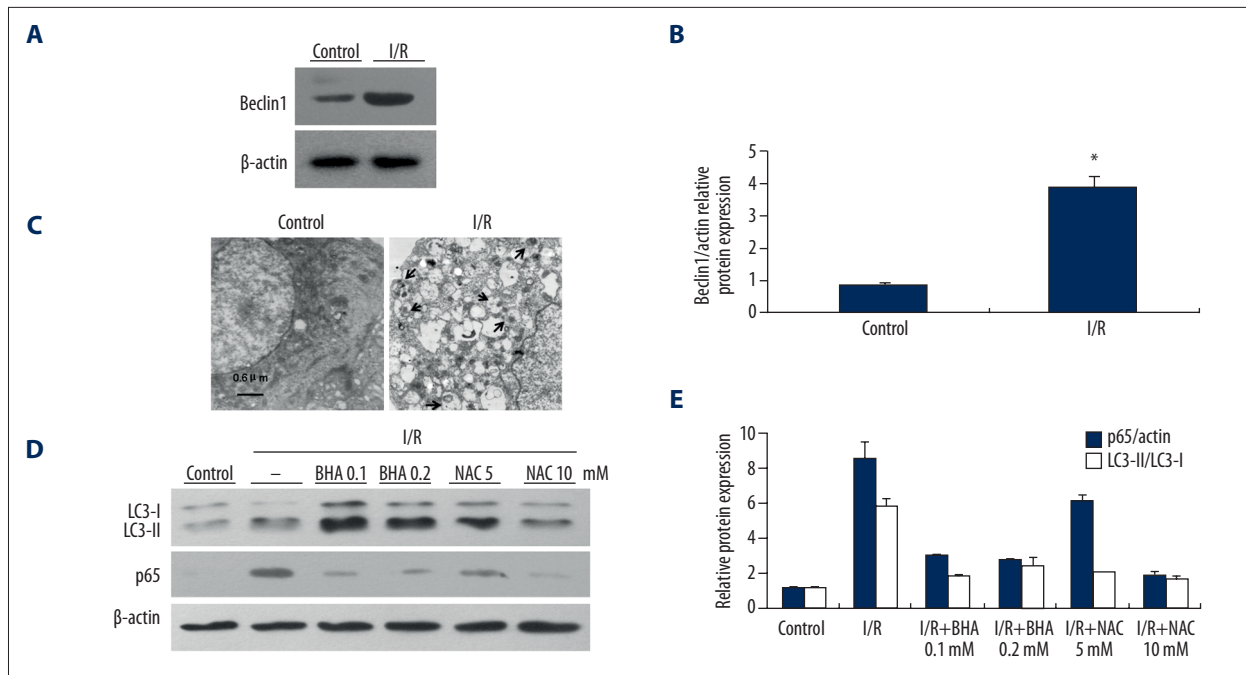 A
Control I/R
Beclin1
β-actin
B
Beclin1/actin relative
protein expression
5
4
3
2
1
0
*
Control I/R
C
Control I/R
0.6 μm
D
I/R
Control – BHA 0.1 BHA 0.2 NAC 5 NAC 10 mM
LC3-I
LC3-II
p65
β-actin
E
Relative protein expression
10
8
6
4
2
0
p65/actin
LC3-II/LC3-I
Control I/R I/R+BHA I/R+BHA I/R+NAC I/R+NAC
0.1 mM 0.2 mM 5 mM 10 mM